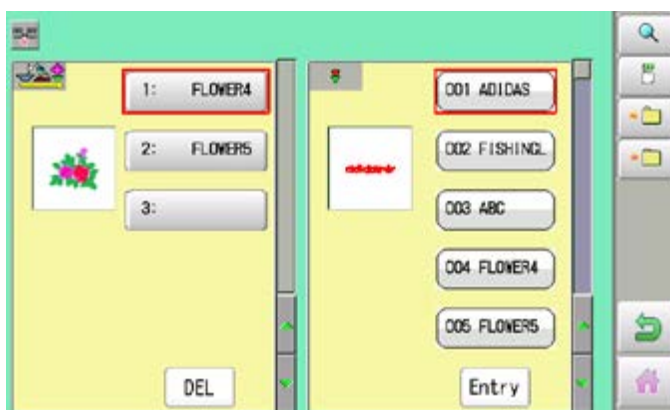 1: FLOWER4
2: FLOWER5
3:
DEL
001 ADIDAS
002 FISHINGL
003 ABC
004 FLOWER4
005 FLOWER5
Entry